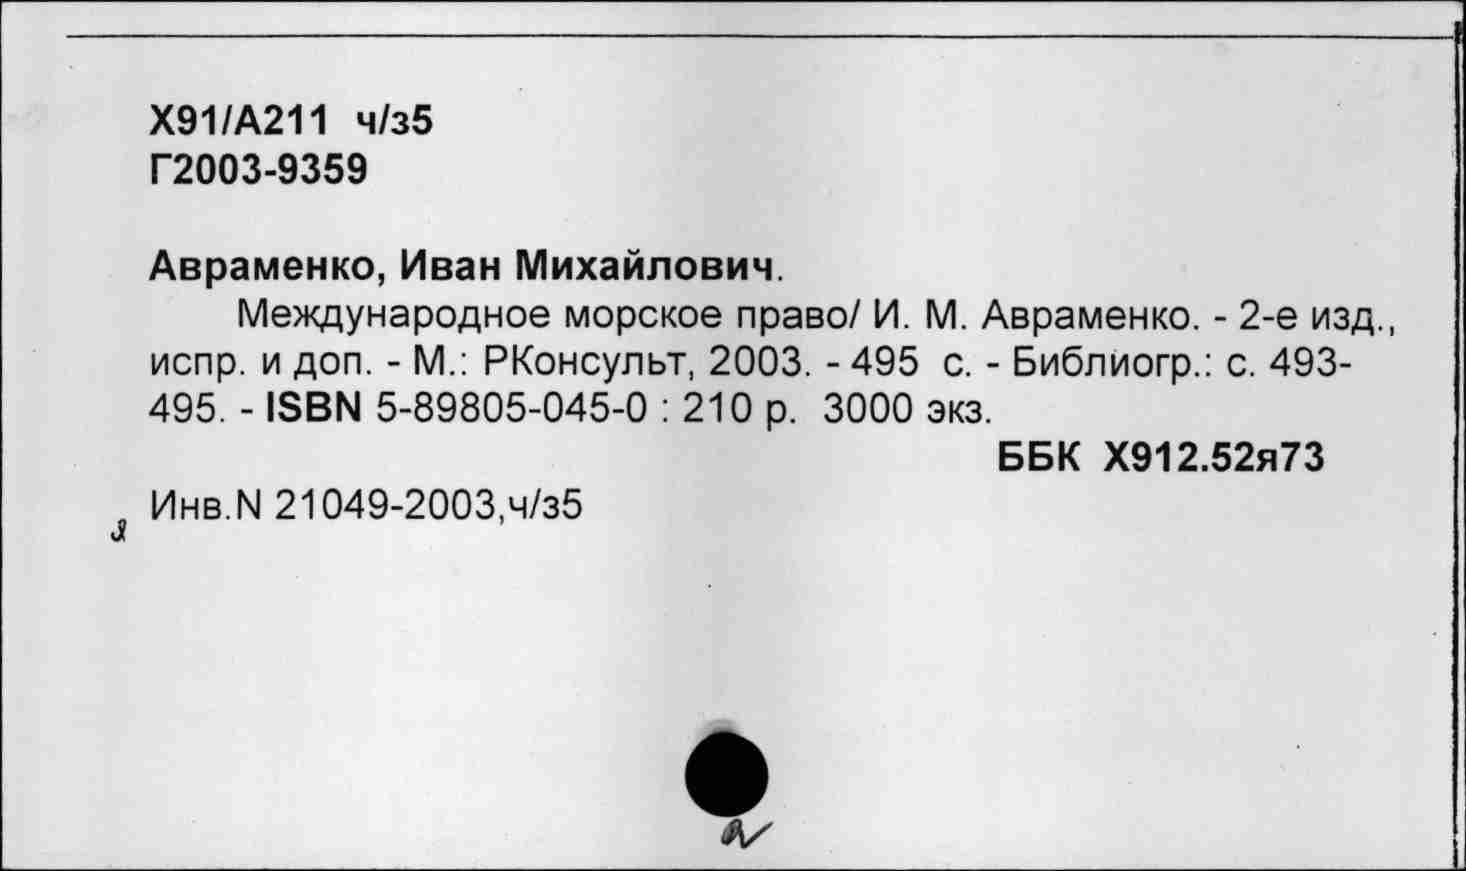 Х91/А211 ч/з5
Г2003-9359
Авраменко, Иван Михайлович.
Международное морское право/ И. М. Авраменко. - 2-е изд.,
испр. и доп. - М.: РКонсульт, 2003. - 495 с. - Библиогр.: с. 493-
495. - ISBN 5-89805-045-0 : 210 р. 3000 экз.
ББК Х912.52я73
Инв.N 21049-2003,ч/з5